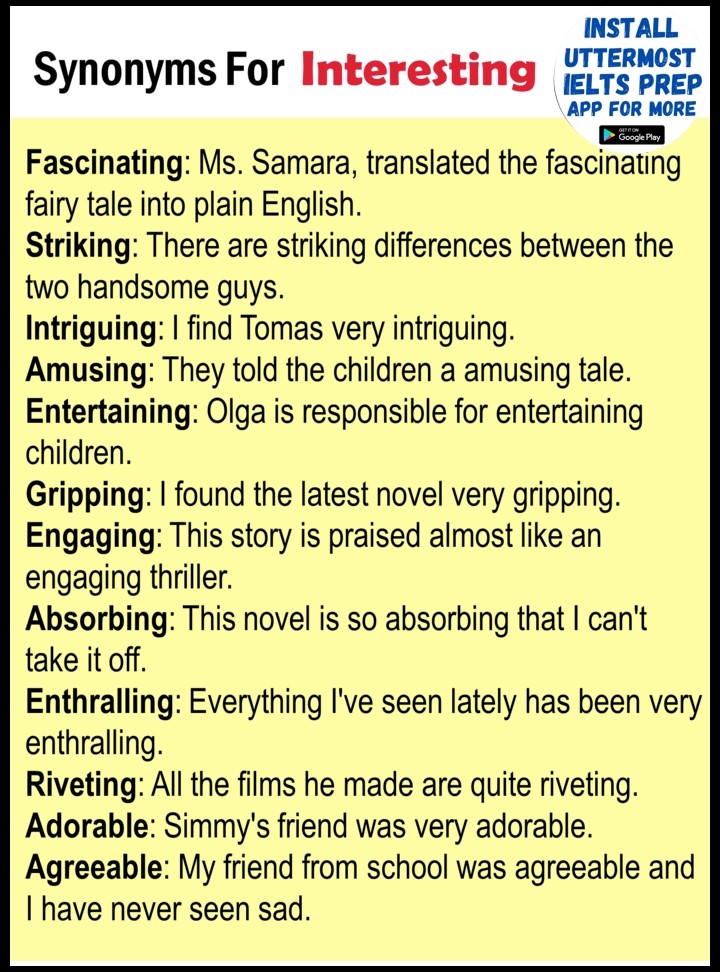 Synonyms For Interesting
INSTALL
UTTERMOST
IELTS PREP
APP FOR MORE
GET IT ON
Google Play
Fascinating: Ms. Samara, translated the fascinating
fairy tale into plain English.
Striking: There are striking differences between the
two handsome guys.
Intriguing: I find Tomas very intriguing.
Amusing: They told the children a amusing tale.
Entertaining: Olga is responsible for entertaining
children.
Gripping: I found the latest novel very gripping.
Engaging: This story is praised almost like an
engaging thriller.
Absorbing: This novel is so absorbing that I can't
take it off.
Enthralling: Everything I've seen lately has been very
enthralling.
Riveting: All the films he made are quite riveting.
Adorable: Simmy's friend was very adorable.
Agreeable: My friend from school was agreeable and
I have never seen sad.